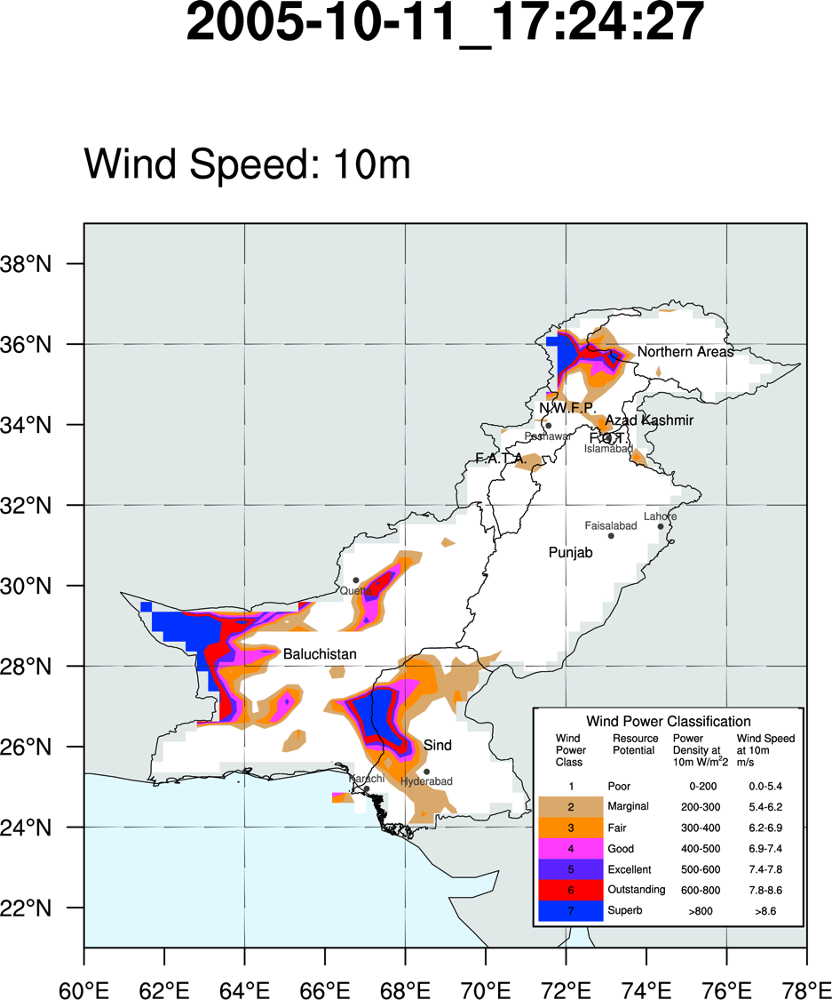 2005-10-11_17:24:27
Wind Speed: 10m
38°N
36°N
Northern Areas
34°N
N.W.F.P.
Azad Kashmir
Peshawar
F.C.T.
Islamabad
F.A.T.A.
32°N
Lahore
Faisalabad
Punjab
30°N
Quetta
28°N
Baluchistan
26°N
Sind
Karachi
Hyderabad
24°N
22°N
60°E 62°E 64°E 66°E 68°E 70°E 72°E 74°E 76°E 78°E
Wind Power Classification
Wind Power Class Resource Potential Power Density at 10m W/m²2 Wind Speed at 10m m/s
1 Poor 0-200 0.0-5.4
2 Marginal 200-300 5.4-6.2
3 Fair 300-400 6.2-6.9
4 Good 400-500 6.9-7.4
5 Excellent 500-600 7.4-7.8
6 Outstanding 600-800 7.8-8.6
7 Superb >800 >8.6